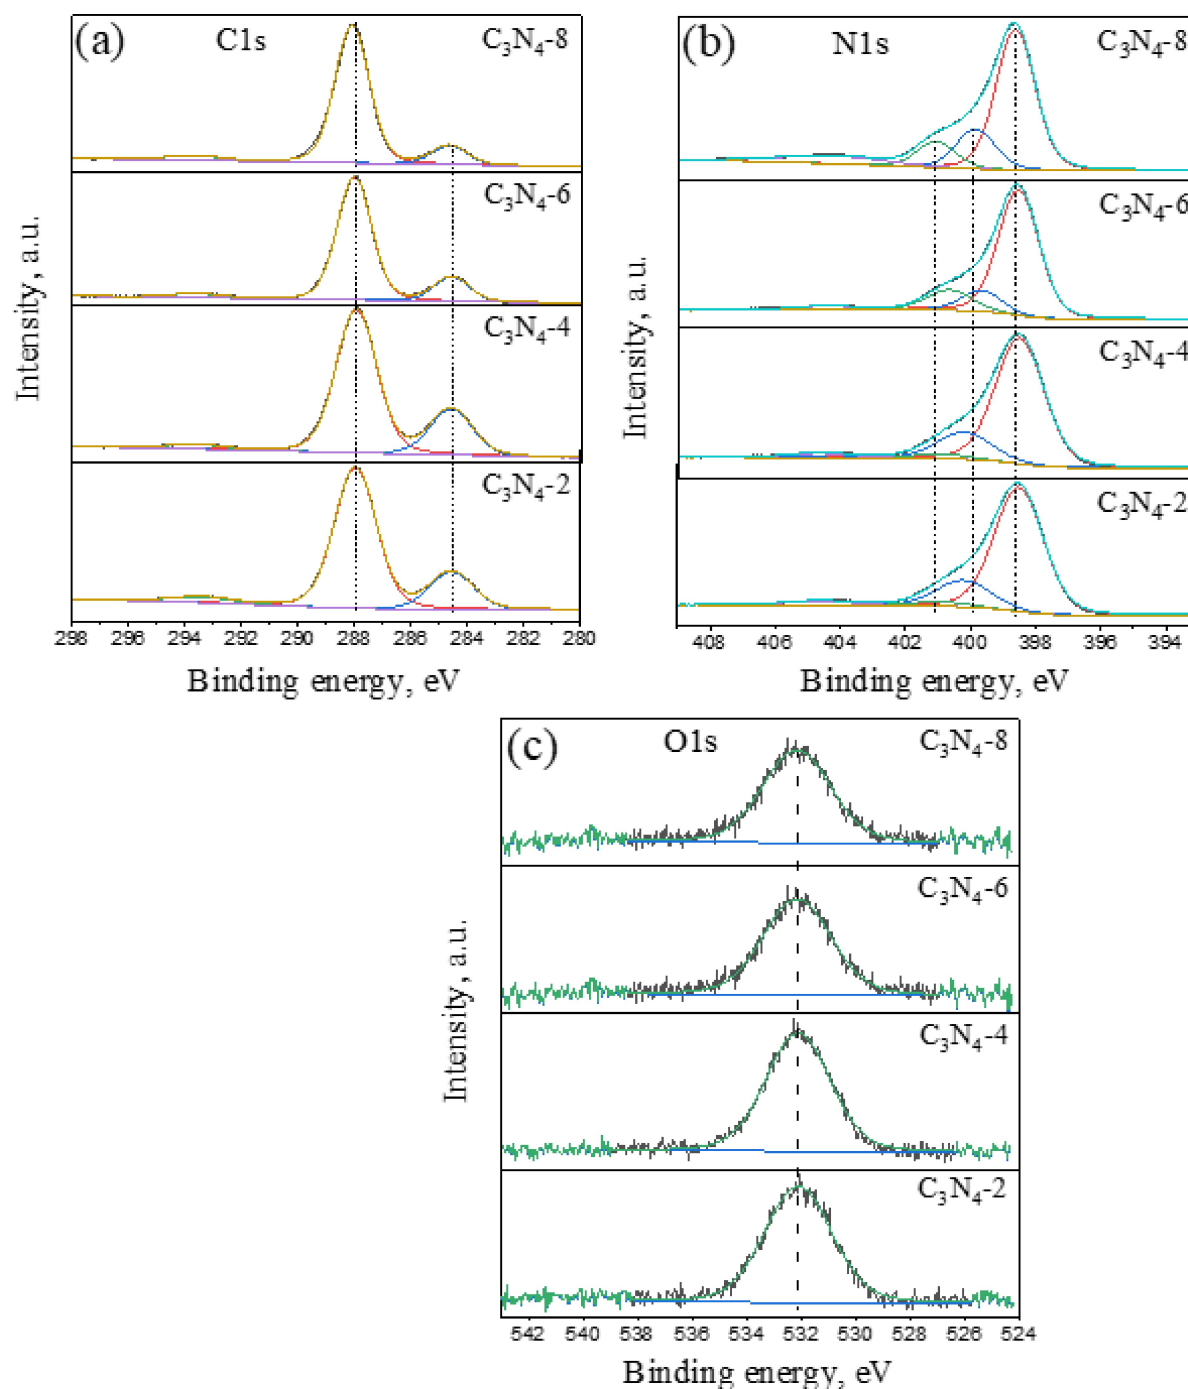 (a) C1s C₃N₄-8
C₃N₄-6
C₃N₄-4
C₃N₄-2
Intensity, a.u.
298 296 294 292 290 288 286 284 282 280
Binding energy, eV
(b) N1s C₃N₄-8
C₃N₄-6
C₃N₄-4
C₃N₄-2
Intensity, a.u.
408 406 404 402 400 398 396 394
Binding energy, eV
(c) O1s C₃N₄-8
C₃N₄-6
C₃N₄-4
C₃N₄-2
Intensity, a.u.
542 540 538 536 534 532 530 528 526 524
Binding energy, eV